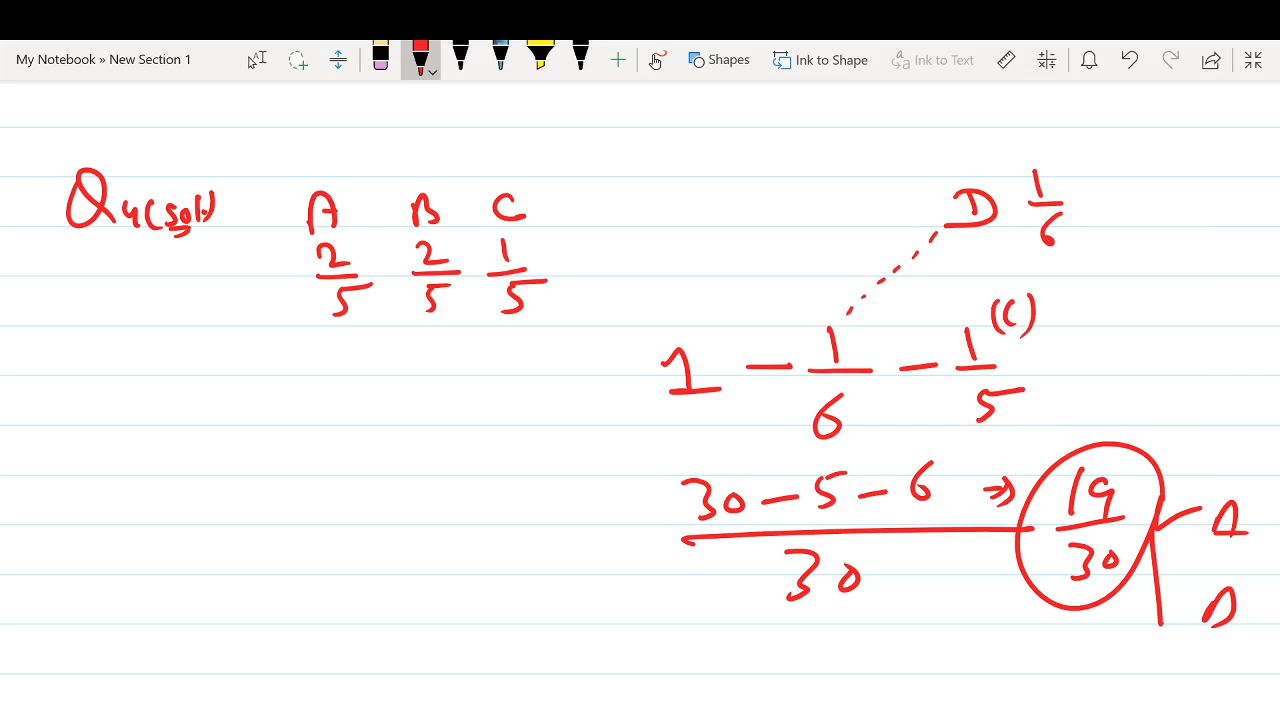 My Notebook » New Section 1
Shapes
Ink to Shape
Ink to Text
Q4(sol.)
A B C
2/5 2/5 1/5
D 1/6
1 - 1/6 - 1/5 (C)
30 - 5 - 6 / 30 ⇒ 19/30